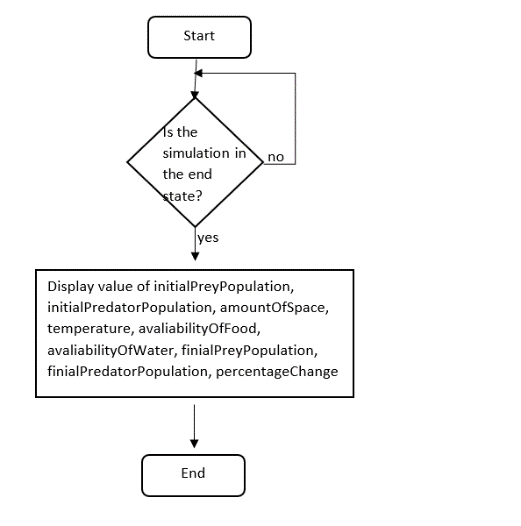 Start
Is the
simulation in
the end
state?
no
yes
Display value of initialPreyPopulation,
initialPredatorPopulation, amountOfSpace,
temperature, avaliabilityOfFood,
avaliabilityOfWater, finialPreyPopulation,
finialPredatorPopulation, percentageChange
End